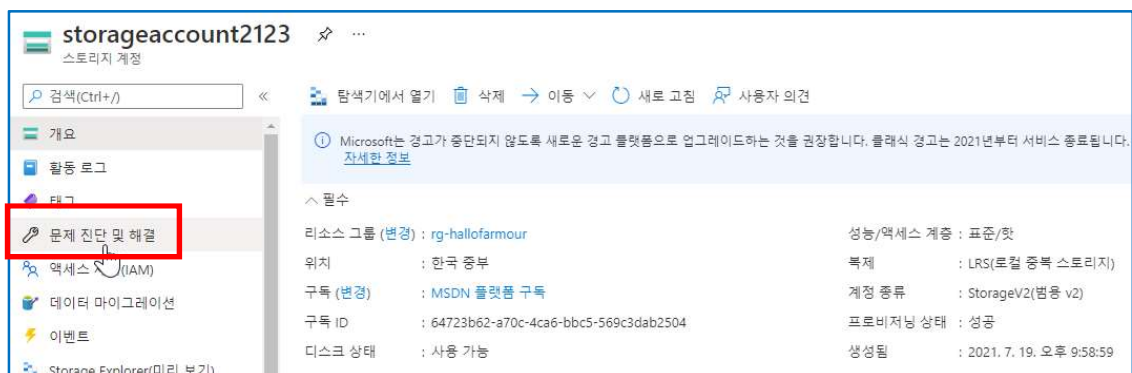 storageaccount2123
스토리지 계정
검색(Ctrl+/)
탐색기에서 열기 삭제 이동 새로 고침 사용자 의견
개요
활동 로그
태그
문제 진단 및 해결
액세스 (IAM)
데이터 마이그레이션
이벤트
Storage Explorer(미리 보기)
Microsoft는 경고가 중단되지 않도록 새로운 경고 플랫폼으로 업그레이드하는 것을 권장합니다. 클래식 경고는 2021년부터 서비스 종료됩니다.
자세한 정보
필수
리소스 그룹 (변경) : rg-hallofarmour
위치 : 한국 중부
구독 (변경) : MSDN 플랫폼 구독
구독 ID : 64723b62-a70c-4ca6-bbc5-569c3dab2504
디스크 상태 : 사용 가능
성능/액세스 계층 : 표준/핫
복제 : LRS(로컬 중복 스토리지)
계정 종류 : StorageV2(범용 v2)
프로비저닝 상태 : 성공
생성됨 : 2021. 7. 19. 오후 9:58:59